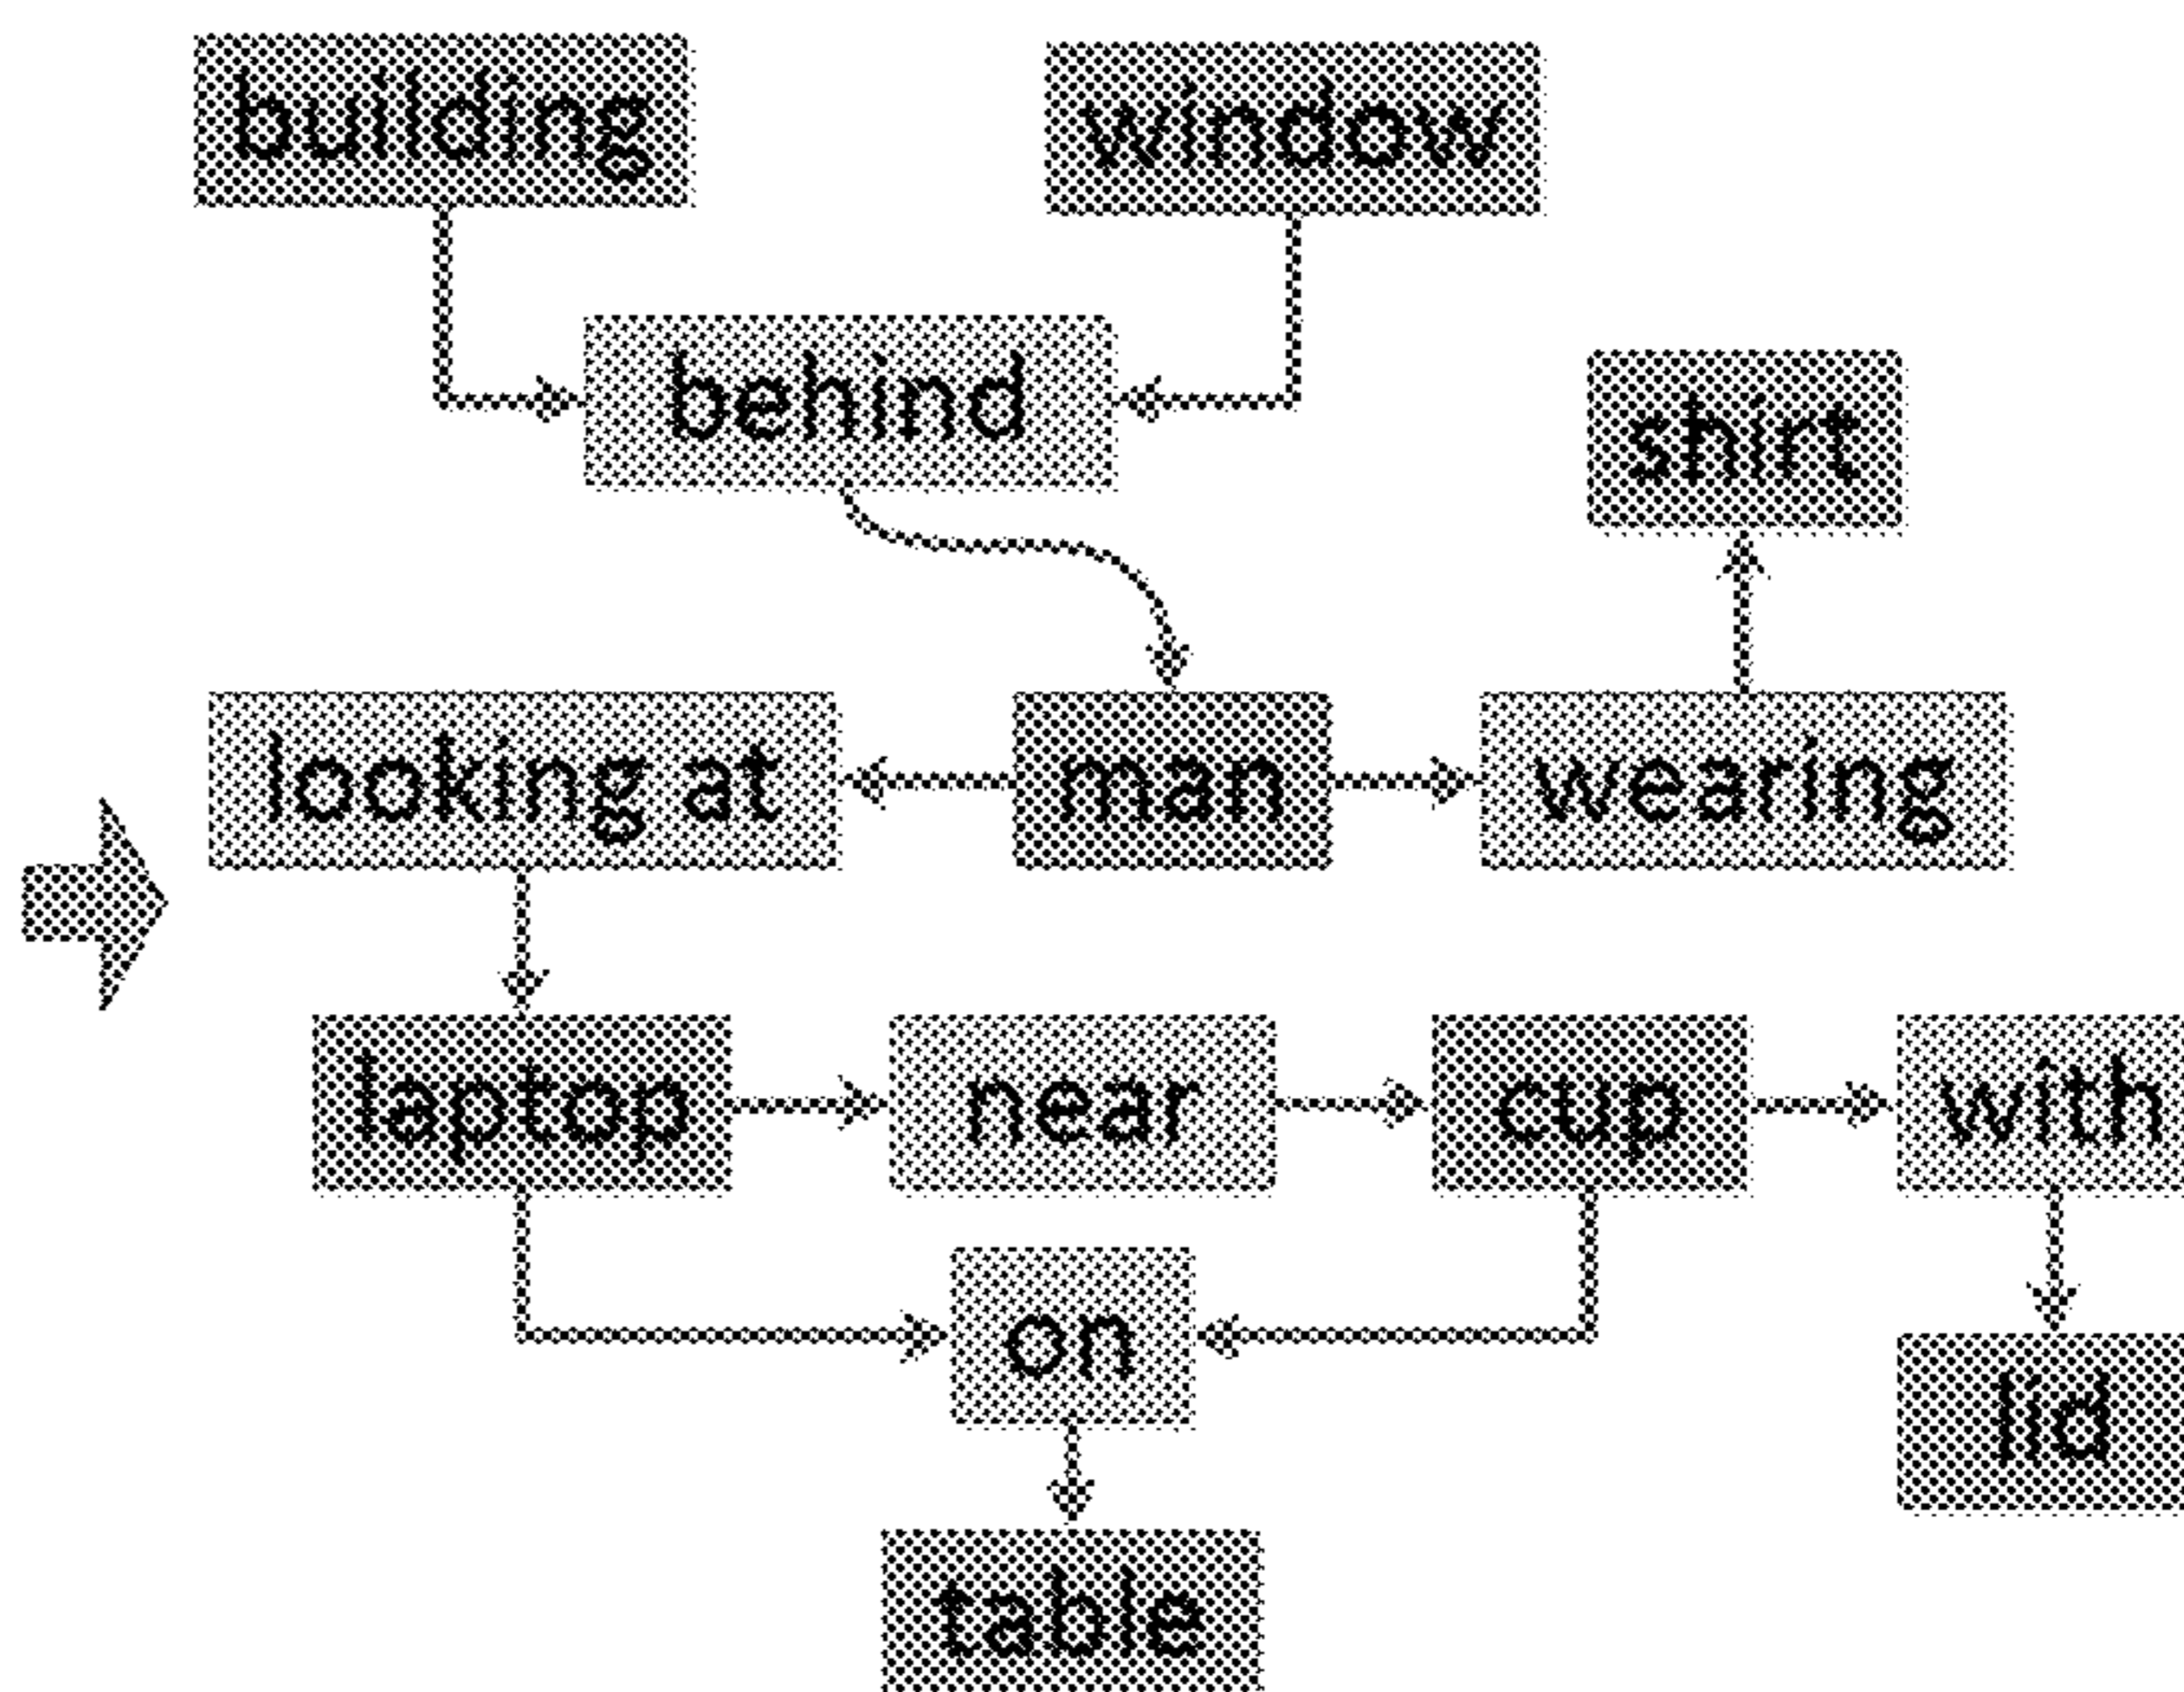 building window
behind
shirt
looking at man wearing
laptop near cup with
on
lid
table